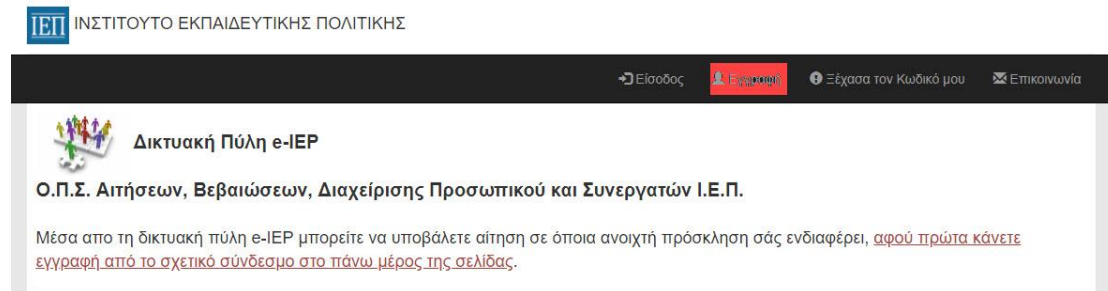 ΙΕΠ ΙΝΣΤΙΤΟΥΤΟ ΕΚΠΑΙΔΕΥΤΙΚΗΣ ΠΟΛΙΤΙΚΗΣ
Είσοδος Εγγραφή Ξέχασα τον Κωδικό μου Επικοινωνία
Δικτυακή Πύλη e-IEP
Ο.Π.Σ. Αιτήσεων, Βεβαιώσεων, Διαχείρισης Προσωπικού και Συνεργατών Ι.Ε.Π.
Μέσα απο τη δικτυακή πύλη e-IEP μπορείτε να υποβάλετε αίτηση σε όποια ανοιχτή πρόσκληση σάς ενδιαφέρει, αφού πρώτα κάνετε
εγγραφή από το σχετικό σύνδεσμο στο πάνω μέρος της σελίδας.